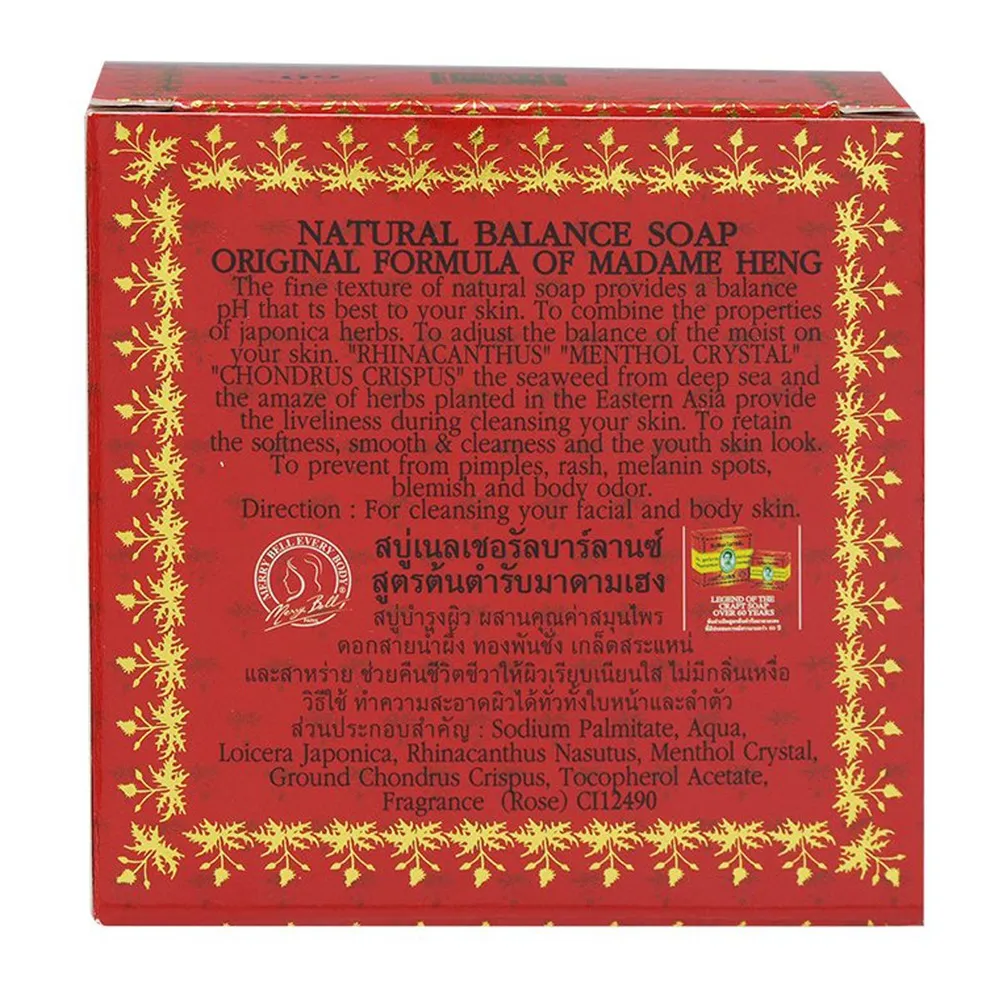 NATURAL BALANCE SOAP
ORIGINAL FORMULA OF MADAME HENG
The fine texture of natural soap provides a balance
pH that ts best to your skin. To combine the properties
of japonica herbs. To adjust the balance of the moist on
your skin. "RHINACANTHUS" "MENTHOL CRYSTAL"
"CHONDRUS CRISPUS" the seaweed from deep sea and
the amaze of herbs planted in the Eastern Asia provide
the liveliness during cleansing your skin. To retain
the softness, smooth & clearness and the youth skin look.
To prevent from pimples, rash, melanin spots,
blemish and body odor.
Direction : For cleansing your facial and body skin.
MERRY BELL EVERY BODY
Merry Bell
®
สบู่เนลเชอรัลบาร์ลานซ์
สูตรต้นตำรับมาดามเฮง
สบู่บำรุงผิว ผสานคุณค่าสมุนไพร
ดอกสายน้ำผึ้ง ทองพันชั่ง เกล็ดสระแหน่
และสาหร่าย ช่วยคืนชีวิตชีวาให้ผิวเรียบเนียนใส ไม่มีกลิ่นเหงื่อ
วิธีใช้ ทำความสะอาดผิวได้ทั่วทั้งใบหน้าและลำตัว
ส่วนประกอบสำคัญ : Sodium Palmitate, Aqua,
Loicera Japonica, Rhinacanthus Nasutus, Menthol Crystal,
Ground Chondrus Crispus, Tocopherol Acetate,
Fragrance (Rose) CI12490
LEGEND OF THE
CRAFT SOAP
OVER 60 YEARS